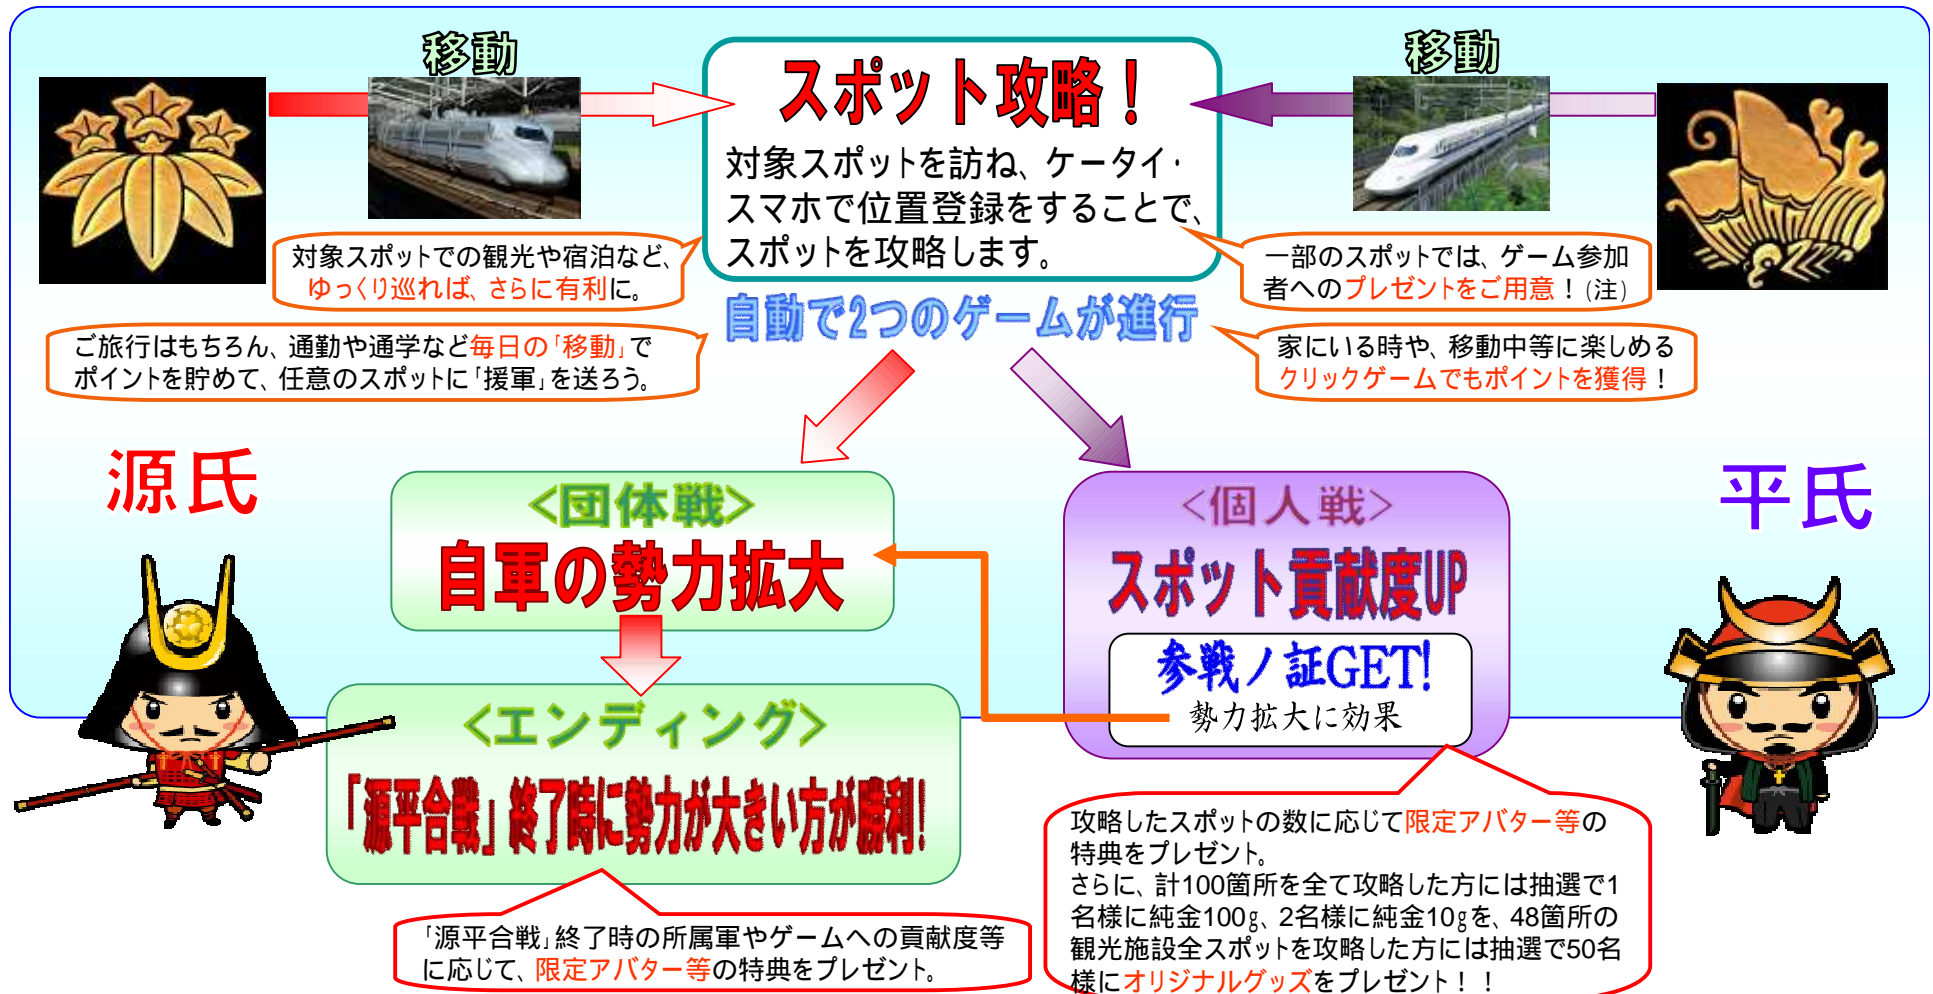 移動
移動
スポット攻略！
対象スポットを訪ね、ケータイ・
スマホで位置登録をすることで、
スポットを攻略します。
対象スポットでの観光や宿泊など、
ゆっくり巡れば、さらに有利に。
一部のスポットでは、ゲーム参加
者へのプレゼントをご用意！(注)
自動で2つのゲームが進行
ご旅行はもちろん、通勤や通学など毎日の「移動」で
ポイントを貯めて、任意のスポットに「援軍」を送ろう。
家にいる時や、移動中等に楽しめる
クリックゲームでもポイントを獲得！
源氏
平氏
<団体戦>
自軍の勢力拡大
<個人戦>
スポット貢献度UP
参戦ノ証GET!
勢力拡大に効果
<エンディング>
「源平合戦」終了時に勢力が大きい方が勝利!
攻略したスポットの数に応じて限定アバター等の
特典をプレゼント。
さらに、計100箇所を全て攻略した方には抽選で1
名様に純金100g、2名様に純金10gを、48箇所の
観光施設全スポットを攻略した方には抽選で50名
様にオリジナルグッズをプレゼント！！
「源平合戦」終了時の所属軍やゲームへの貢献度等
に応じて、限定アバター等の特典をプレゼント。